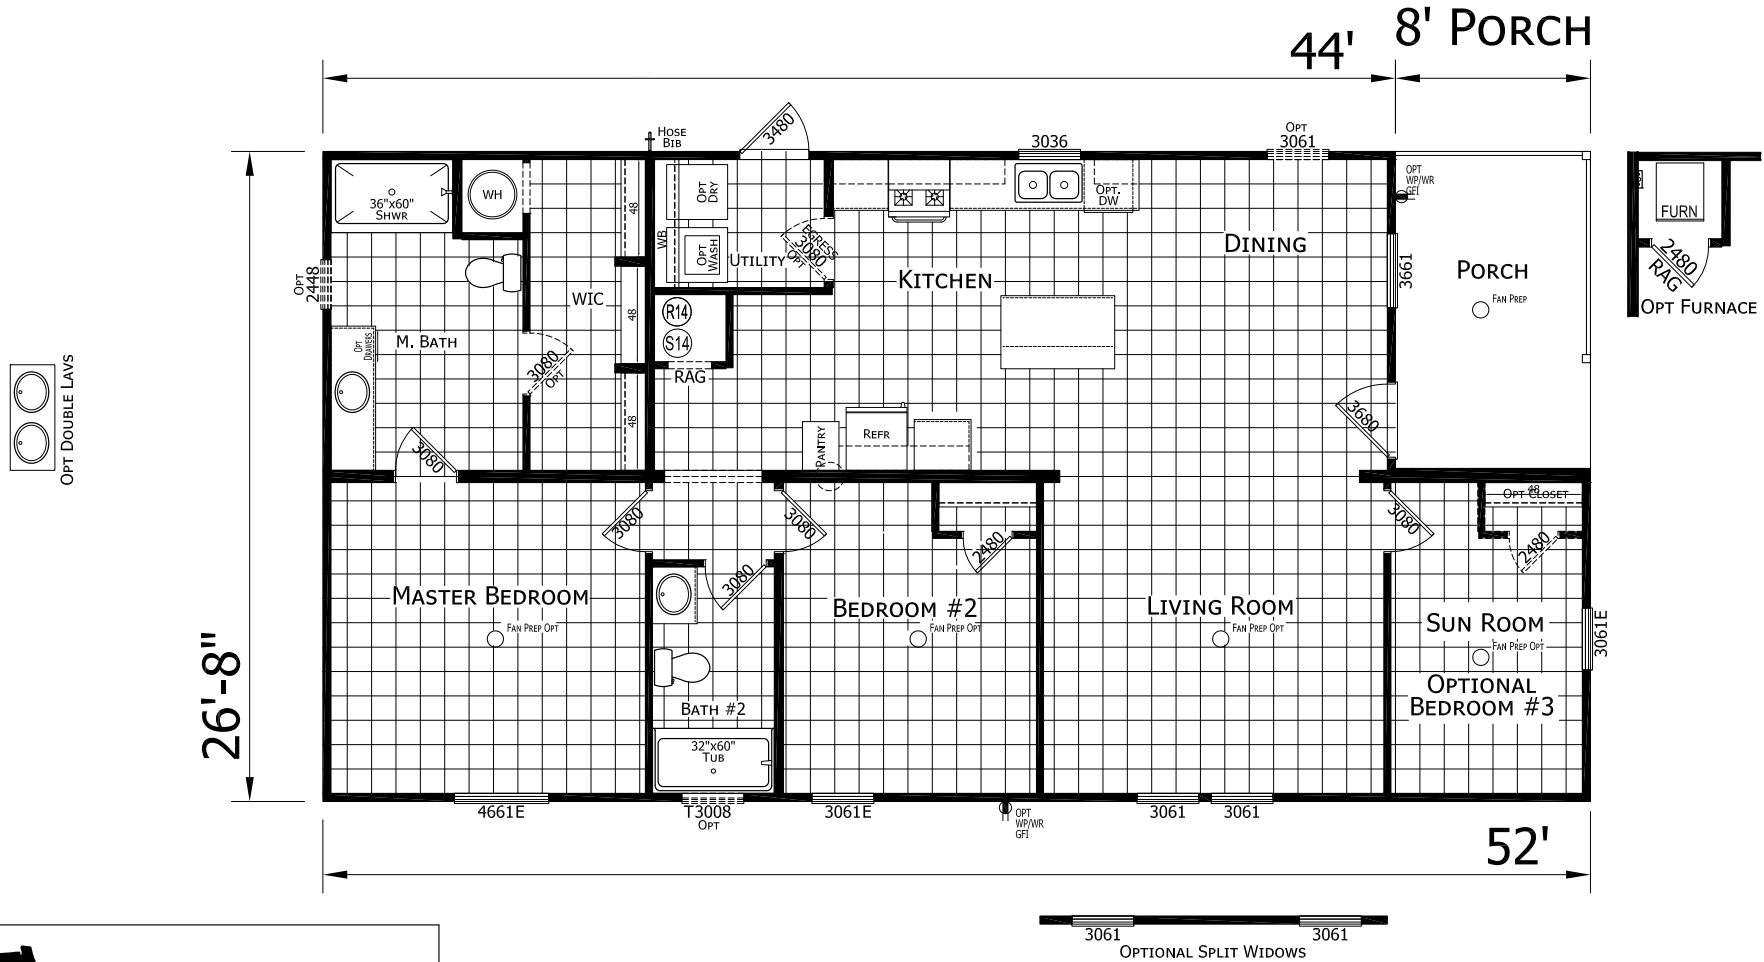 8' PORCH
44'
HOSE
BIB
3480
3036
OPT
3061
OPT
WP/WR
GFI
36"x60"
SHWR
WH
48
OPT
DRY
WB
OPT
WASH
UTILITY
EGRESS
3080
OPT
OPT.
DW
DINING
KITCHEN
3661
PORCH
FAN PREP
FURN
2480
RAG
OPT FURNACE
OPT
2448
WIC
48
R14
S14
RAG
M. BATH
OPT
DRAWERS
3080
OPT
48
OPT DOUBLE LAVS
3080
PANTRY
REFR
3680
3080
3080
2480
3080
48
OPT CLOSET
2480
3080
MASTER BEDROOM
FAN PREP OPT
BEDROOM #2
FAN PREP OPT
LIVING ROOM
FAN PREP OPT
SUN ROOM
FAN PREP OPT
OPTIONAL
BEDROOM #3
3061E
26'-8"
BATH #2
32"x60"
TUB
4661E
T3008
OPT
3061E
OPT
WP/WR
GFI
3061
3061
52'
3061
3061
OPTIONAL SPLIT WIDOWS